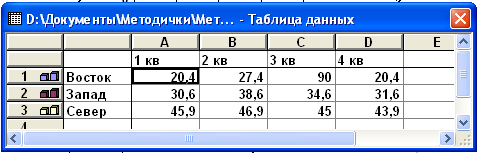 D:\Документы\Методички\Мет... - Таблица данных
A B C D E
1 кв 2 кв 3 кв 4 кв
1 Восток 20,4 27,4 90 20,4
2 Запад 30,6 38,6 34,6 31,6
3 Север 45,9 46,9 45 43,9
4